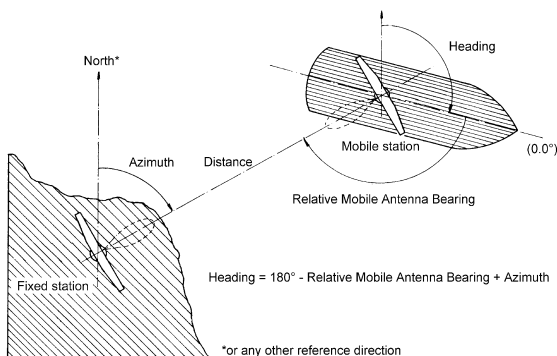 Heading
North*
(0.0°)
Mobile station
Azimuth
Distance
Relative Mobile Antenna Bearing
Heading = 180° - Relative Mobile Antenna Bearing + Azimuth
Fixed station
*or any other reference direction